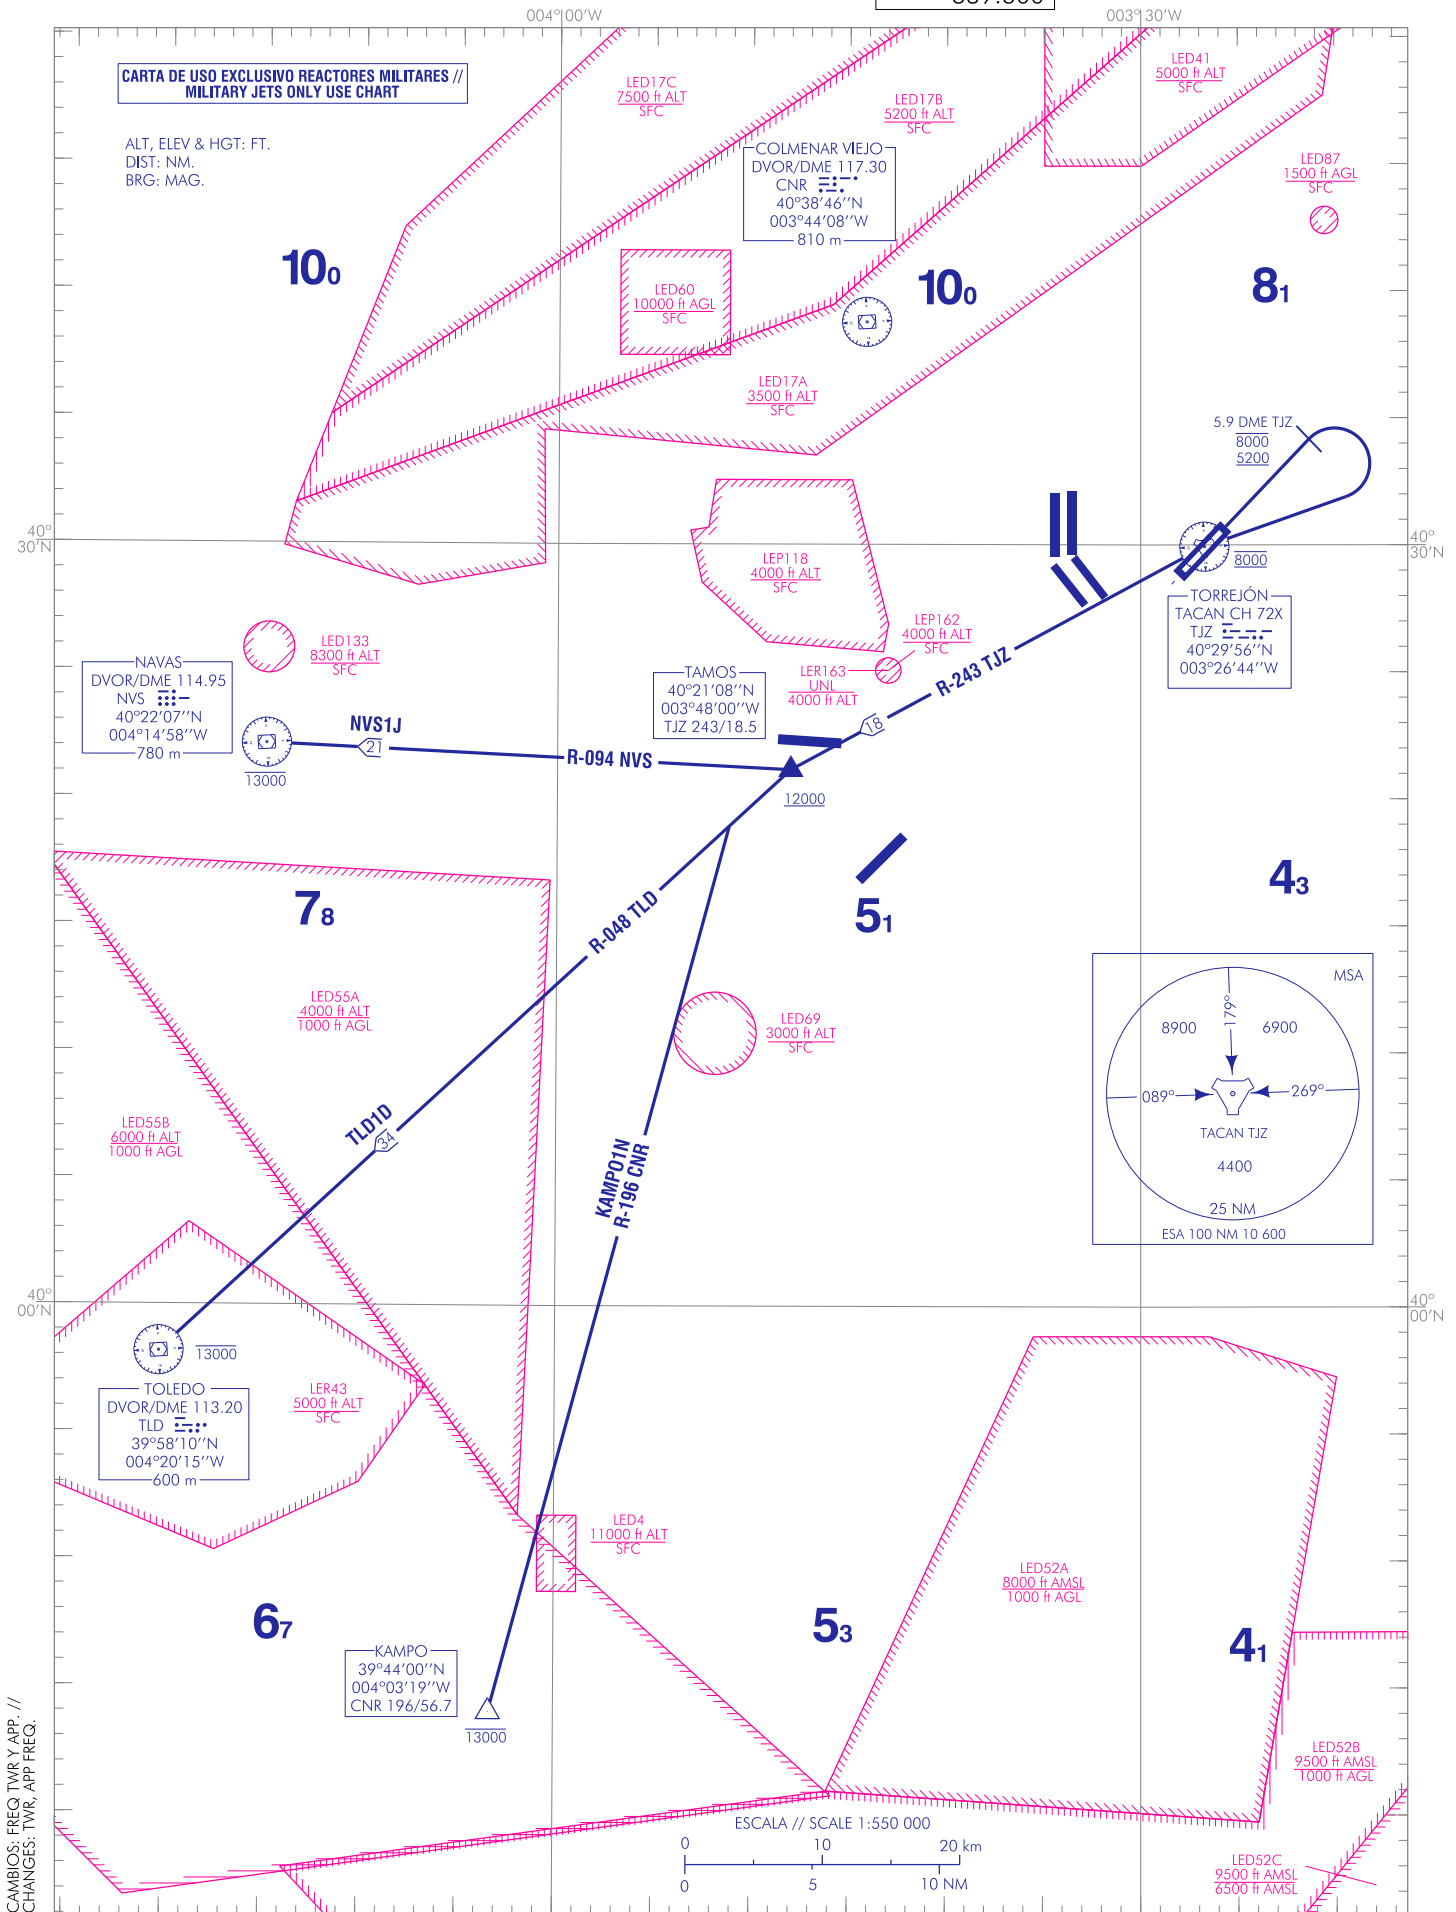 004°00'W
003°30'W
CARTA DE USO EXCLUSIVO REACTORES MILITARES //
MILITARY JETS ONLY USE CHART
ALT, ELEV & HGT: FT.
DIST: NM.
BRG: MAG.
LED17C
7500 ft ALT
SFC
LED17B
5200 ft ALT
SFC
LED41
5000 ft ALT
SFC
LED87
1500 ft AGL
SFC
COLMENAR VIEJO
DVOR/DME 117.30
CNR
40°38'46''N
003°44'08''W
810 m
10₀
10₀
8₁
LED60
10000 ft AGL
SFC
LED17A
3500 ft ALT
SFC
5.9 DME TJZ
8000
5200
40°
30'N
40°
30'N
8000
LEP118
4000 ft ALT
SFC
TORREJÓN
TACAN CH 72X
TJZ
40°29'56''N
003°26'44''W
LEP162
4000 ft ALT
SFC
LED133
8300 ft ALT
SFC
NAVAS
DVOR/DME 114.95
NVS
40°22'07''N
004°14'58''W
780 m
TAMOS
40°21'08''N
003°48'00''W
TJZ 243/18.5
LER163
UNL
4000 ft ALT
R-243 TJZ
18
NVS1J
21
R-094 NVS
13000
12000
7₈
5₁
4₃
R-048 TLD
LED55A
4000 ft ALT
1000 ft AGL
LED69
3000 ft ALT
SFC
MSA
179°
8900
6900
089°
269°
TACAN TJZ
4400
25 NM
ESA 100 NM 10 600
LED55B
6000 ft ALT
1000 ft AGL
TLD1D
34
KAMPO1N
R-196 CNR
40°
00'N
40°
00'N
13000
TOLEDO
DVOR/DME 113.20
TLD
39°58'10''N
004°20'15''W
600 m
LER43
5000 ft ALT
SFC
LED4
11000 ft ALT
SFC
LED52A
8000 ft AMSL
1000 ft AGL
6₇
5₃
4₁
KAMPO
39°44'00''N
004°03'19''W
CNR 196/56.7
13000
LED52B
9500 ft AMSL
1000 ft AGL
LED52C
9500 ft AMSL
6500 ft AMSL
ESCALA // SCALE 1:550 000
0 10 20 km
0 5 10 NM
CAMBIOS: FREQ TWR Y APP. //
CHANGES: TWR, APP FREQ.